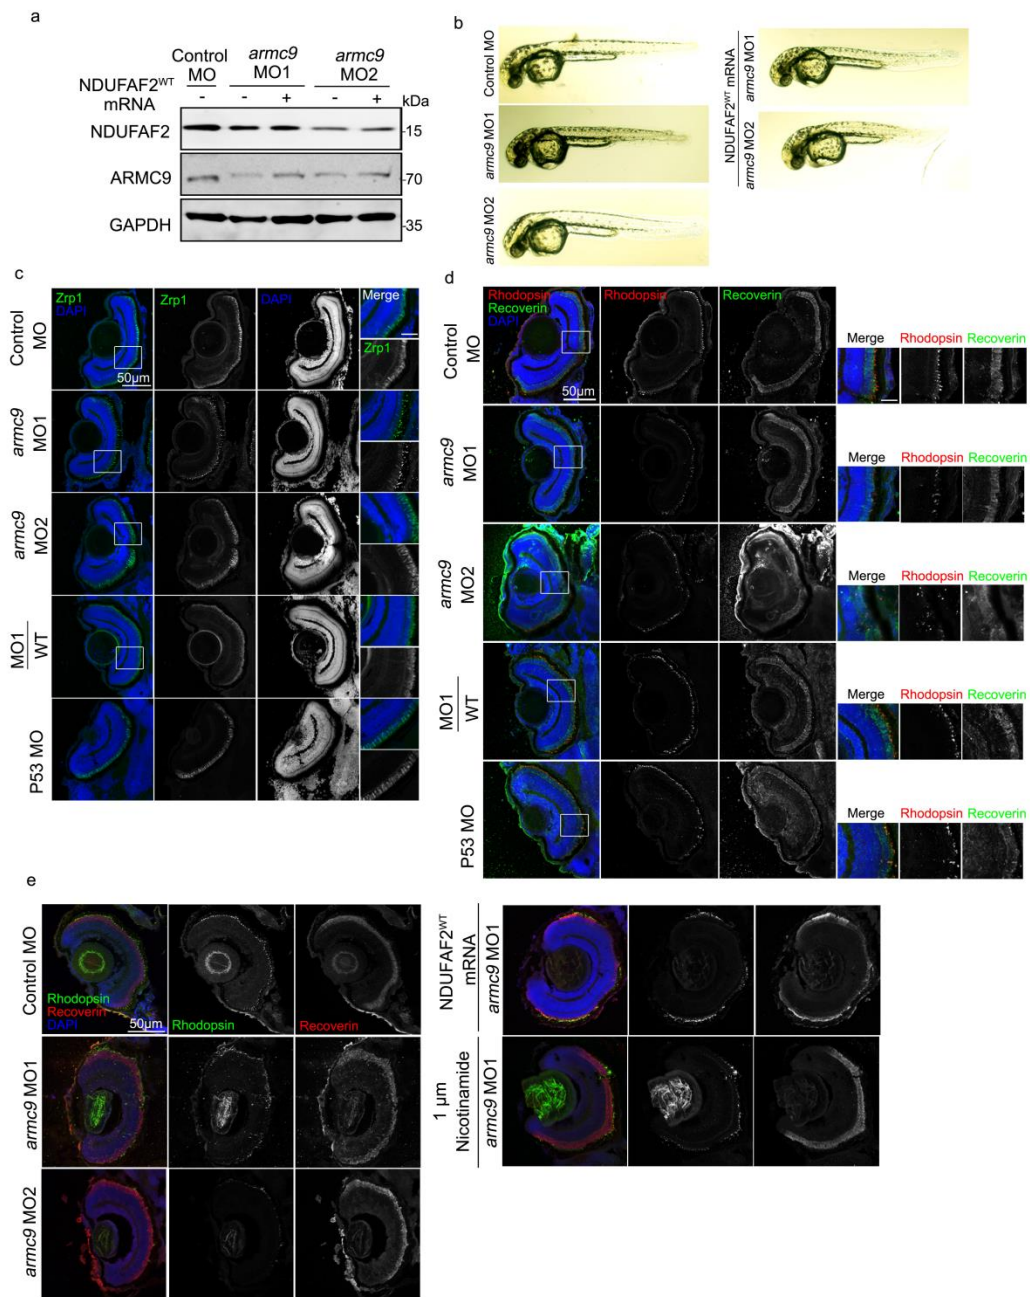 a
Control
MO
armc9
MO1
armc9
MO2
NDUFAF2WT
mRNA
- - + - + kDa
NDUFAF2
-15
ARMC9
-70
GAPDH
-35
b
Control MO
armc9 MO1
armc9 MO2
NDUFAF2WT mRNA
armc9 MO1
armc9 MO2
c
Zrp1
DAPI
Zrp1
DAPI
Merge
Zrp1
50µm
Control
MO
armc9
MO1
armc9
MO2
MO1
WT
P53 MO
d
Rhodopsin
Recoverin
DAPI
Rhodopsin
Recoverin
50µm
Control
MO
Merge Rhodopsin Recoverin
armc9
MO1
Merge Rhodopsin Recoverin
armc9
MO2
Merge Rhodopsin Recoverin
MO1
WT
Merge Rhodopsin Recoverin
P53 MO
Merge Rhodopsin Recoverin
e
Control MO
Rhodopsin
Recoverin
DAPI
50µm
Rhodopsin
Recoverin
armc9 MO1
armc9 MO2
NDUFAF2WT
mRNA
armc9 MO1
1 µm
Nicotinamide
armc9 MO1